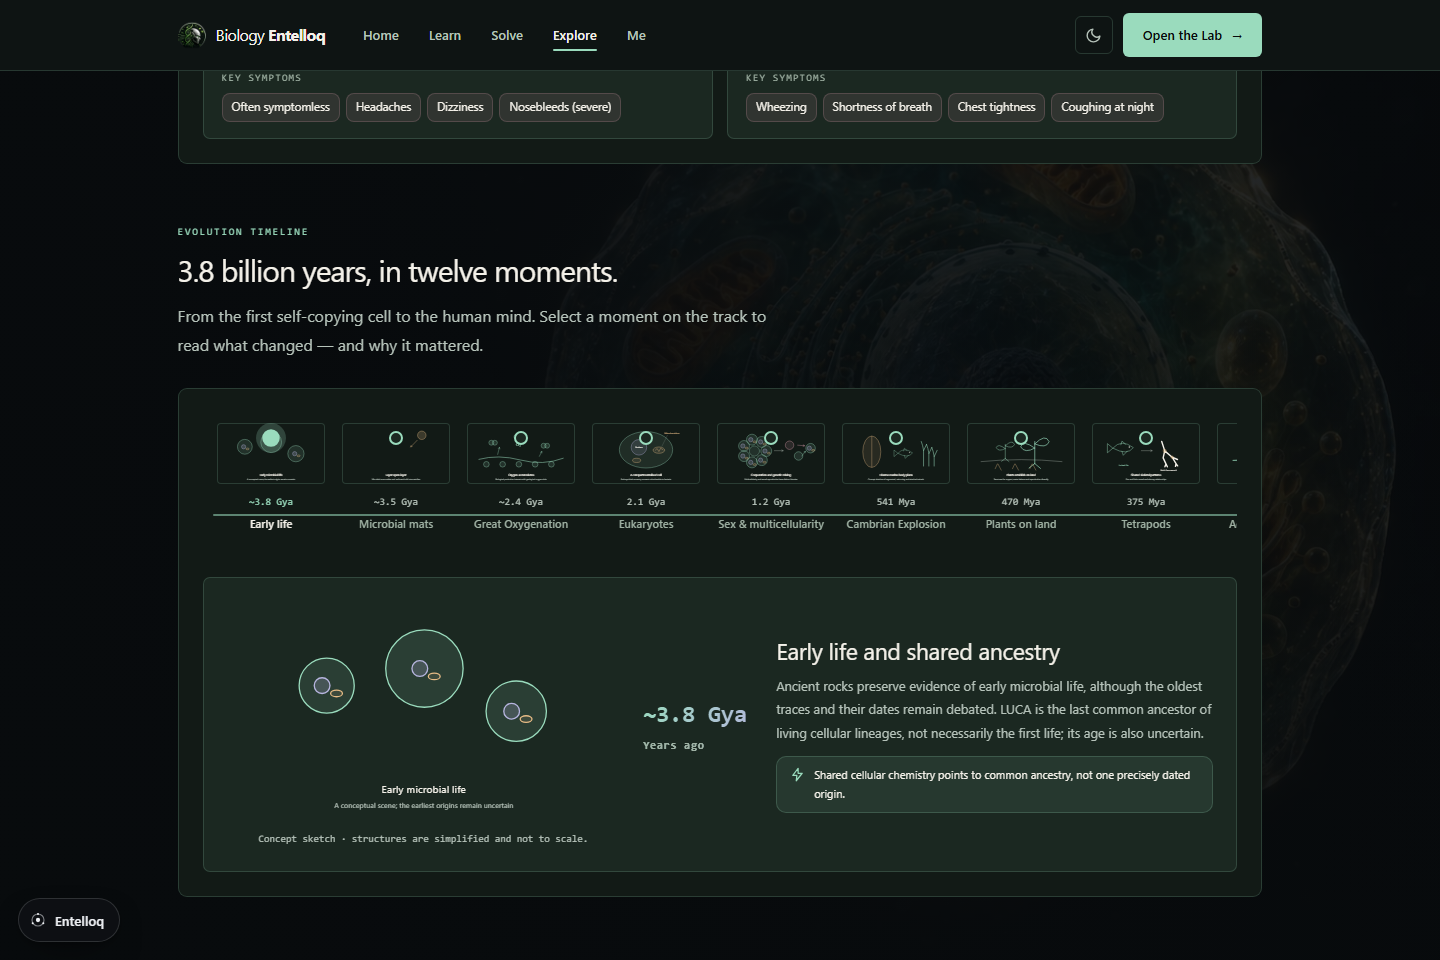 Biology Entelloq
Home
Learn
Solve
Explore
Me
Open the Lab →
KEY SYMPTOMS
Often symptomless
Headaches
Dizziness
Nosebleeds (severe)
KEY SYMPTOMS
Wheezing
Shortness of breath
Chest tightness
Coughing at night
EVOLUTION TIMELINE
3.8 billion years, in twelve moments.
From the first self-copying cell to the human mind. Select a moment on the track to
read what changed — and why it mattered.
~3.8 Gya
Early life
~3.5 Gya
Microbial mats
~2.4 Gya
Great Oxygenation
2.1 Gya
Eukaryotes
1.2 Gya
Sex & multicellularity
541 Mya
Cambrian Explosion
470 Mya
Plants on land
375 Mya
Tetrapods
Early microbial life
A conceptual scene; the earliest origins remain uncertain
Concept sketch · structures are simplified and not to scale.
~3.8 Gya
Years ago
Early life and shared ancestry
Ancient rocks preserve evidence of early microbial life, although the oldest
traces and their dates remain debated. LUCA is the last common ancestor of
living cellular lineages, not necessarily the first life; its age is also uncertain.
Shared cellular chemistry points to common ancestry, not one precisely dated
origin.
Entelloq